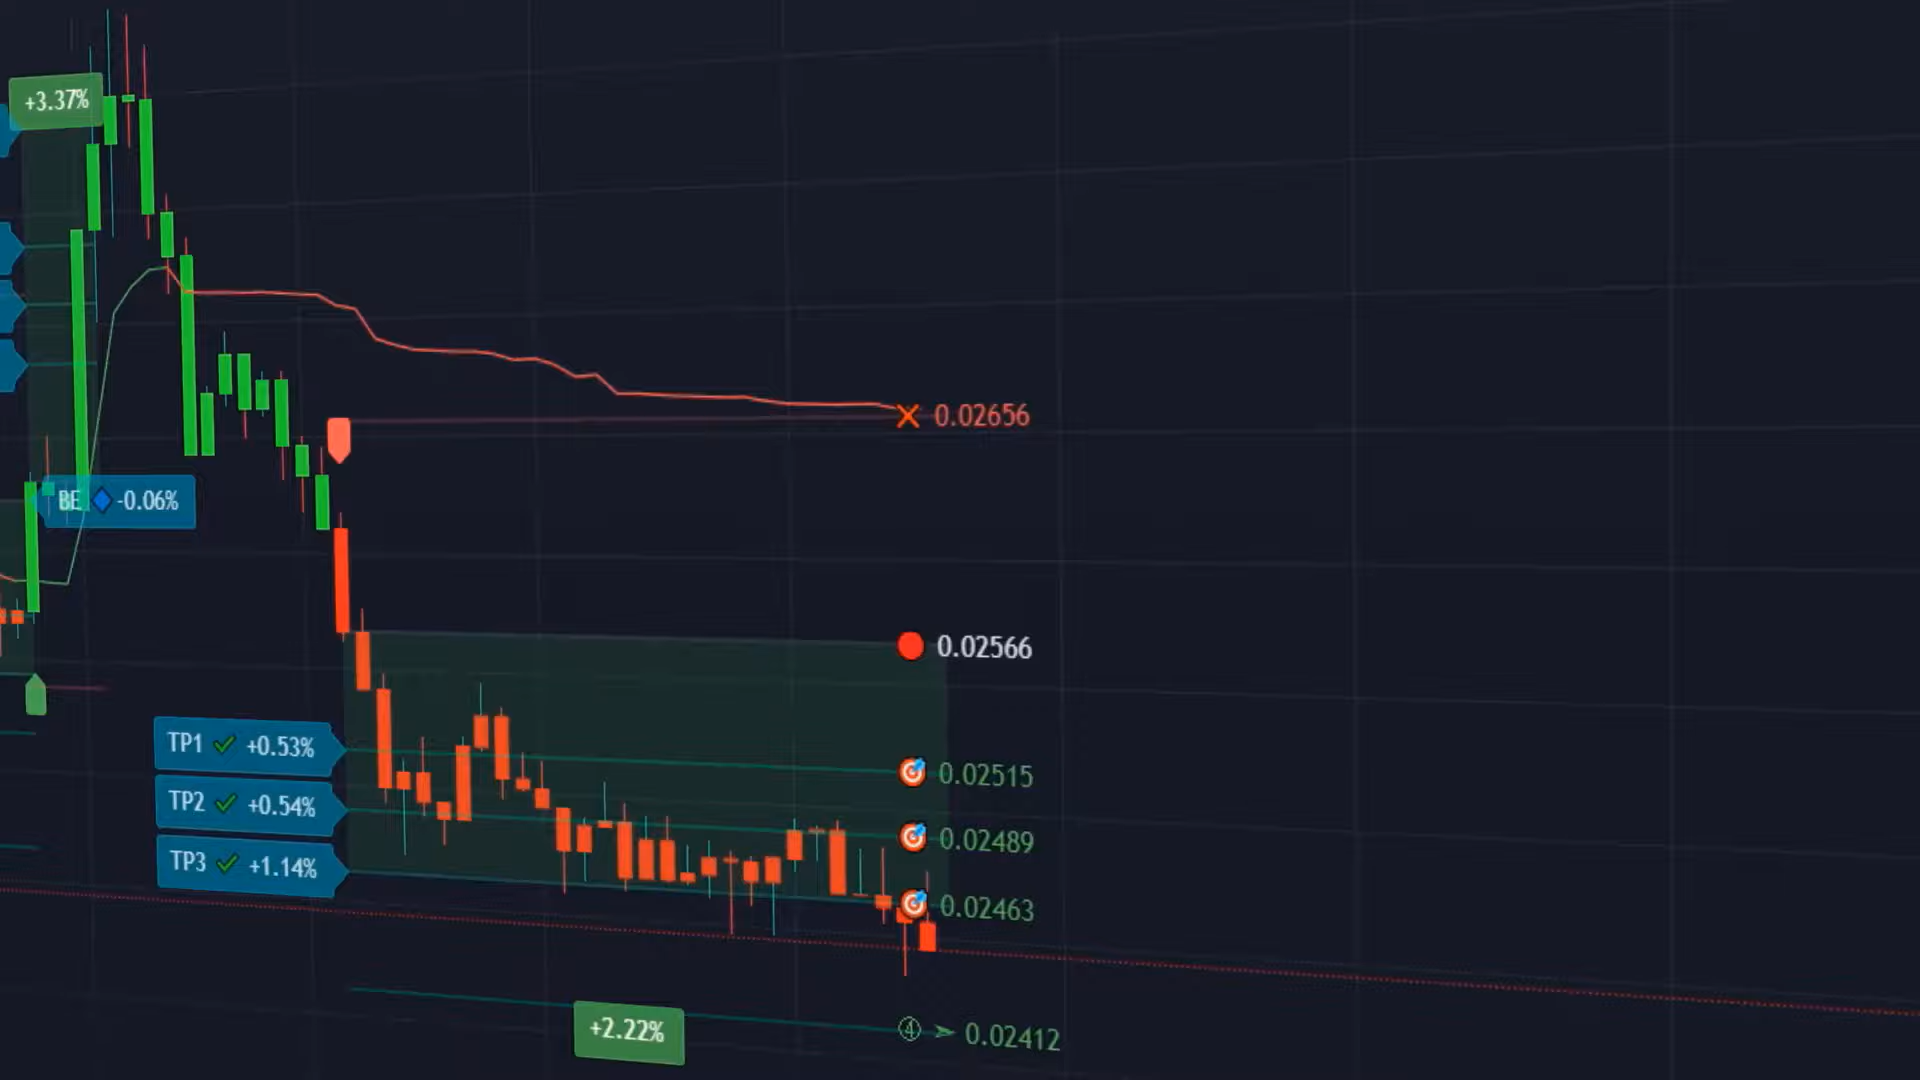 +3.37%
0.02656
BE -0.06%
0.02566
TP1 +0.53%
0.02515
TP2 +0.54%
0.02489
TP3 +1.14%
0.02463
+2.22%
④ ➣ 0.02412